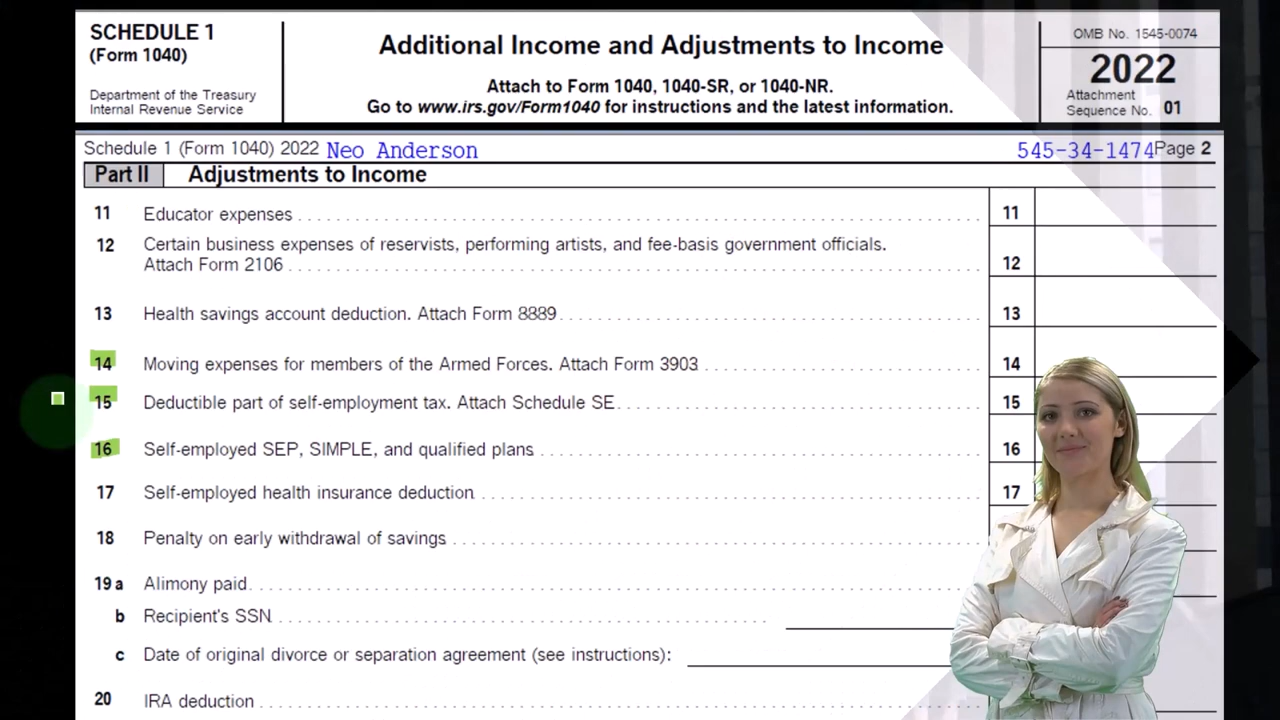 SCHEDULE 1
(Form 1040)
Department of the Treasury
Internal Revenue Service
Additional Income and Adjustments to Income
Attach to Form 1040, 1040-SR, or 1040-NR.
Go to www.irs.gov/Form1040 for instructions and the latest information.
OMB No. 1545-0074
2022
Attachment
Sequence No. 01
Schedule 1 (Form 1040) 2022 Neo Anderson 545-34-1474 Page 2
Part II Adjustments to Income
11 Educator expenses 11
12 Certain business expenses of reservists, performing artists, and fee-basis government officials.
Attach Form 2106 12
13 Health savings account deduction. Attach Form 8889 13
14 Moving expenses for members of the Armed Forces. Attach Form 3903 14
15 Deductible part of self-employment tax. Attach Schedule SE 15
16 Self-employed SEP, SIMPLE, and qualified plans 16
17 Self-employed health insurance deduction 17
18 Penalty on early withdrawal of savings
19 a Alimony paid
b Recipient's SSN
c Date of original divorce or separation agreement (see instructions):
20 IRA deduction